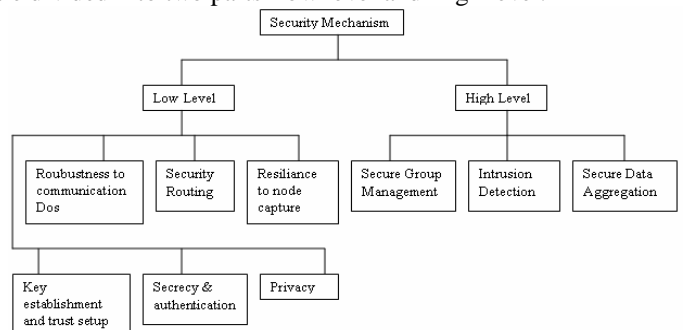 Security Mechanism
Low Level
High Level
Roubustness to
communication
Dos
Security
Routing
Resiliance
to node
capture
Secure Group
Management
Intrusion
Detection
Secure Data
Aggregation
Key
establishment
and trust setup
Secrecy &
authentication
Privacy